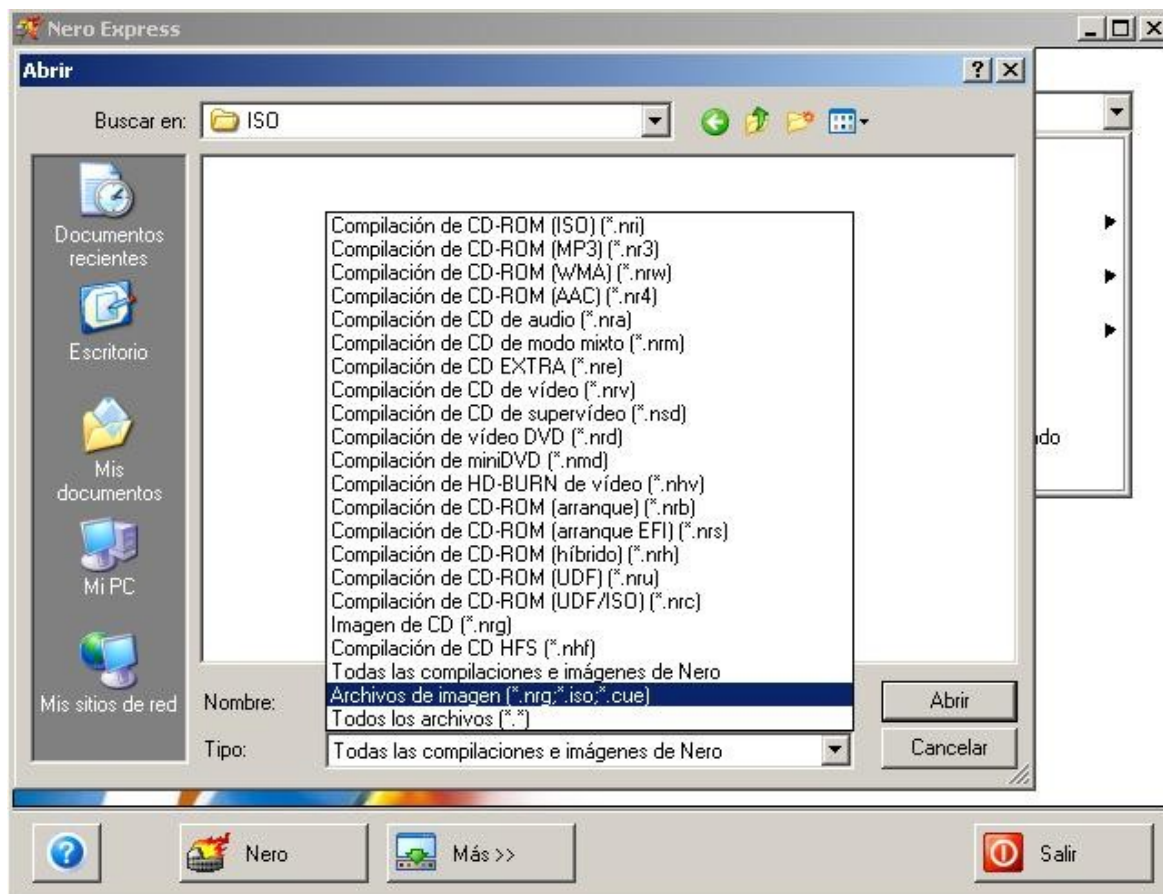 Nero Express
Abrir
Buscar en:
ISO
Documentos
recientes
Escritorio
Mis
documentos
Mi PC
Mis sitios de red
Compilación de CD-ROM (ISO) (*.nri)
Compilación de CD-ROM (MP3) (*.nr3)
Compilación de CD-ROM (WMA) (*.nrw)
Compilación de CD-ROM (AAC) (*.nr4)
Compilación de CD de audio (*.nra)
Compilación de CD de modo mixto (*.nrm)
Compilación de CD EXTRA (*.nre)
Compilación de CD de vídeo (*.nrv)
Compilación de CD de supervídeo (*.nsd)
Compilación de vídeo DVD (*.nrd)
Compilación de miniDVD (*.nmd)
Compilación de HD-BURN de vídeo (*.nhv)
Compilación de CD-ROM (arranque) (*.nrb)
Compilación de CD-ROM (arranque EFI) (*.nrs)
Compilación de CD-ROM (híbrido) (*.nrh)
Compilación de CD-ROM (UDF) (*.nru)
Compilación de CD-ROM (UDF/ISO) (*.nrc)
Imagen de CD (*.nrg)
Compilación de CD HFS (*.nhf)
Todas las compilaciones e imágenes de Nero
Archivos de imagen (*.nrg;*.iso;*.cue)
Todos los archivos (*.*)
ido
Nombre:
Abrir
Tipo:
Todas las compilaciones e imágenes de Nero
Cancelar
Nero
Más >>
Salir